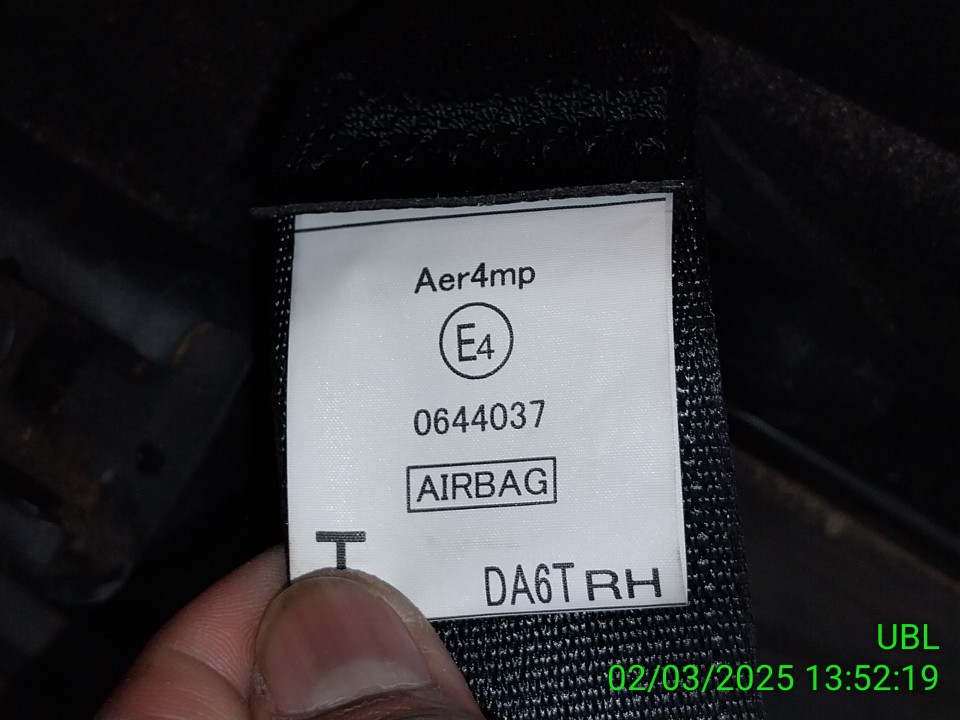 Aer4mp
E4
0644037
AIRBAG
T
DA6T RH
UBL
02/03/2025 13:52:19